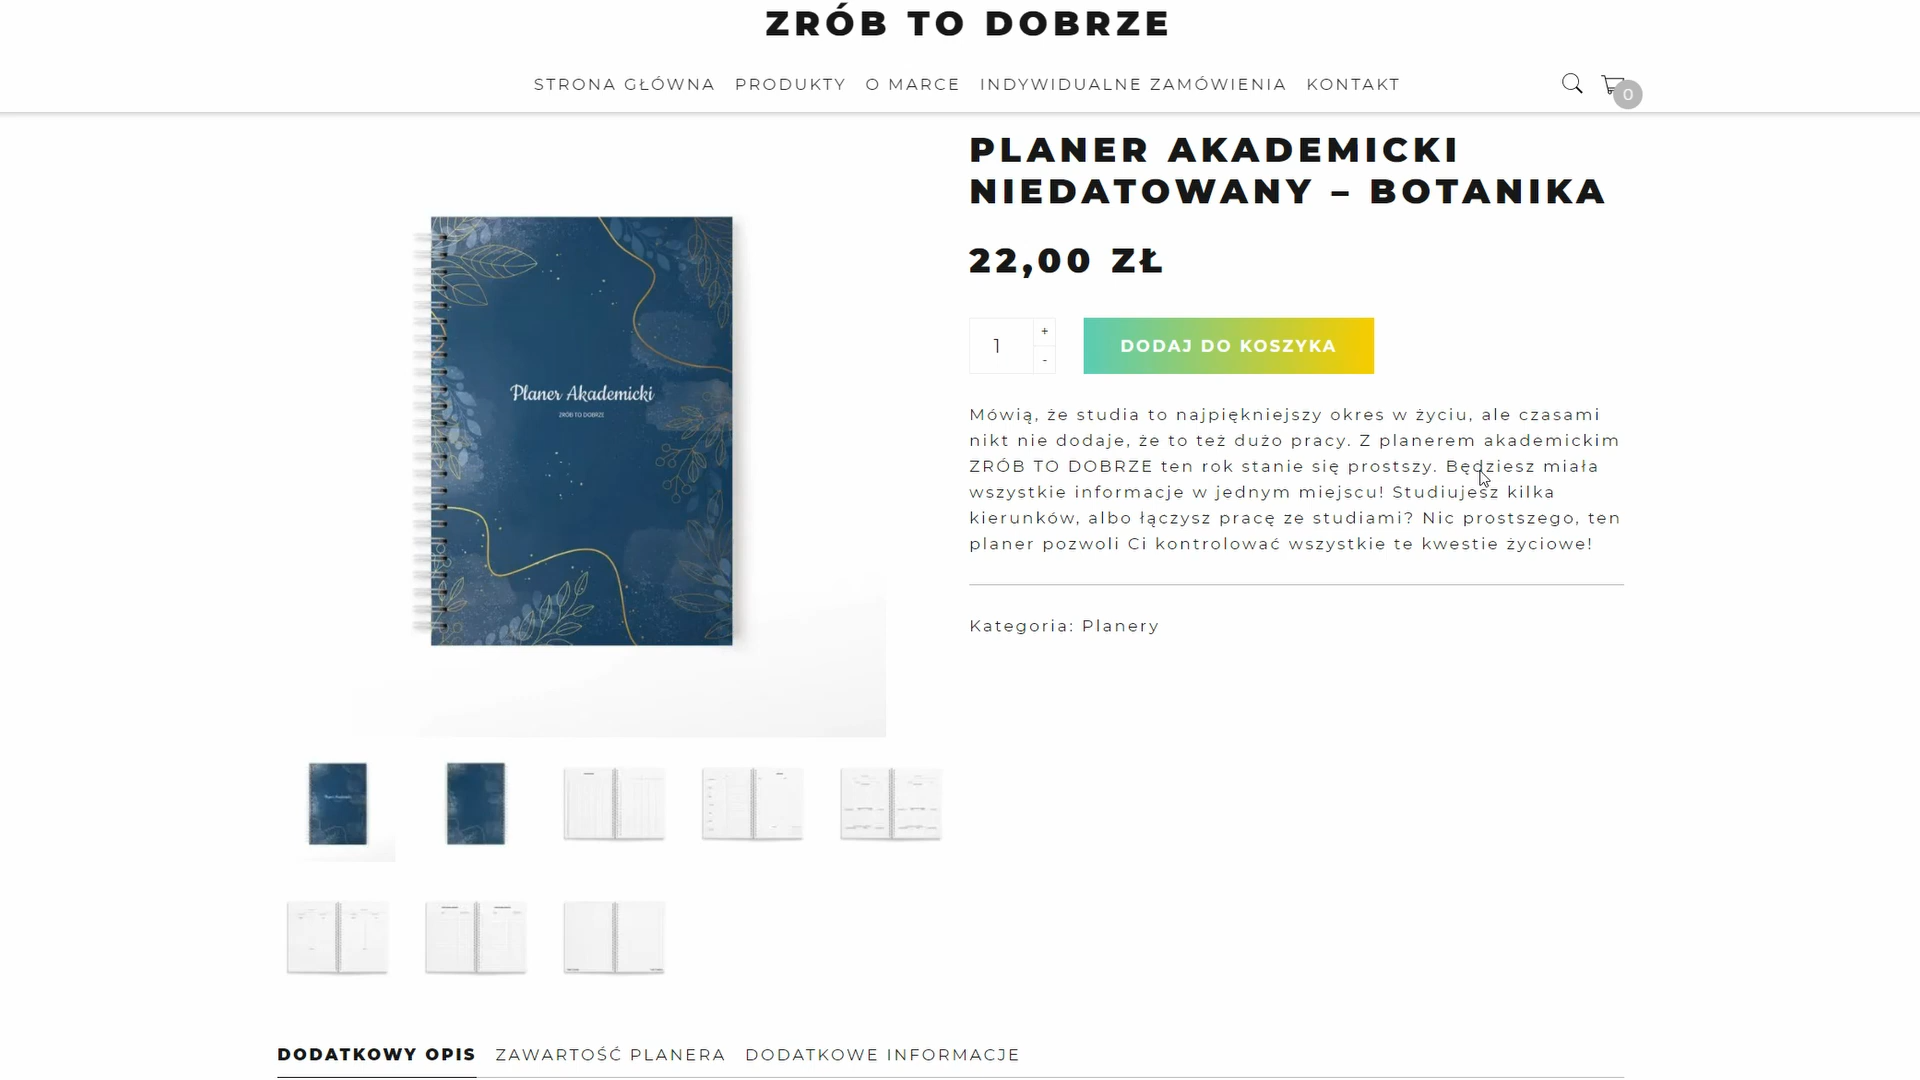 ZRÓB TO DOBRZE
STRONA GŁÓWNA PRODUKTY O MARCE INDYWIDUALNE ZAMÓWIENIA KONTAKT
0
PLANER AKADEMICKI
NIEDATOWANY – BOTANIKA
22,00 ZŁ
1
+
-
DODAJ DO KOSZYKA
Planer Akademicki
ZRÓB TO DOBRZE
Mówią, że studia to najpiękniejszy okres w życiu, ale czasami
nikt nie dodaje, że to też dużo pracy. Z planerem akademickim
ZRÓB TO DOBRZE ten rok stanie się prostszy. Będziesz miała
wszystkie informacje w jednym miejscu! Studiujesz kilka
kierunków, albo łączysz pracę ze studiami? Nic prostszego, ten
planer pozwoli Ci kontrolować wszystkie te kwestie życiowe!
Kategoria: Planery
DODATKOWY OPIS ZAWARTOŚĆ PLANERA DODATKOWE INFORMACJE